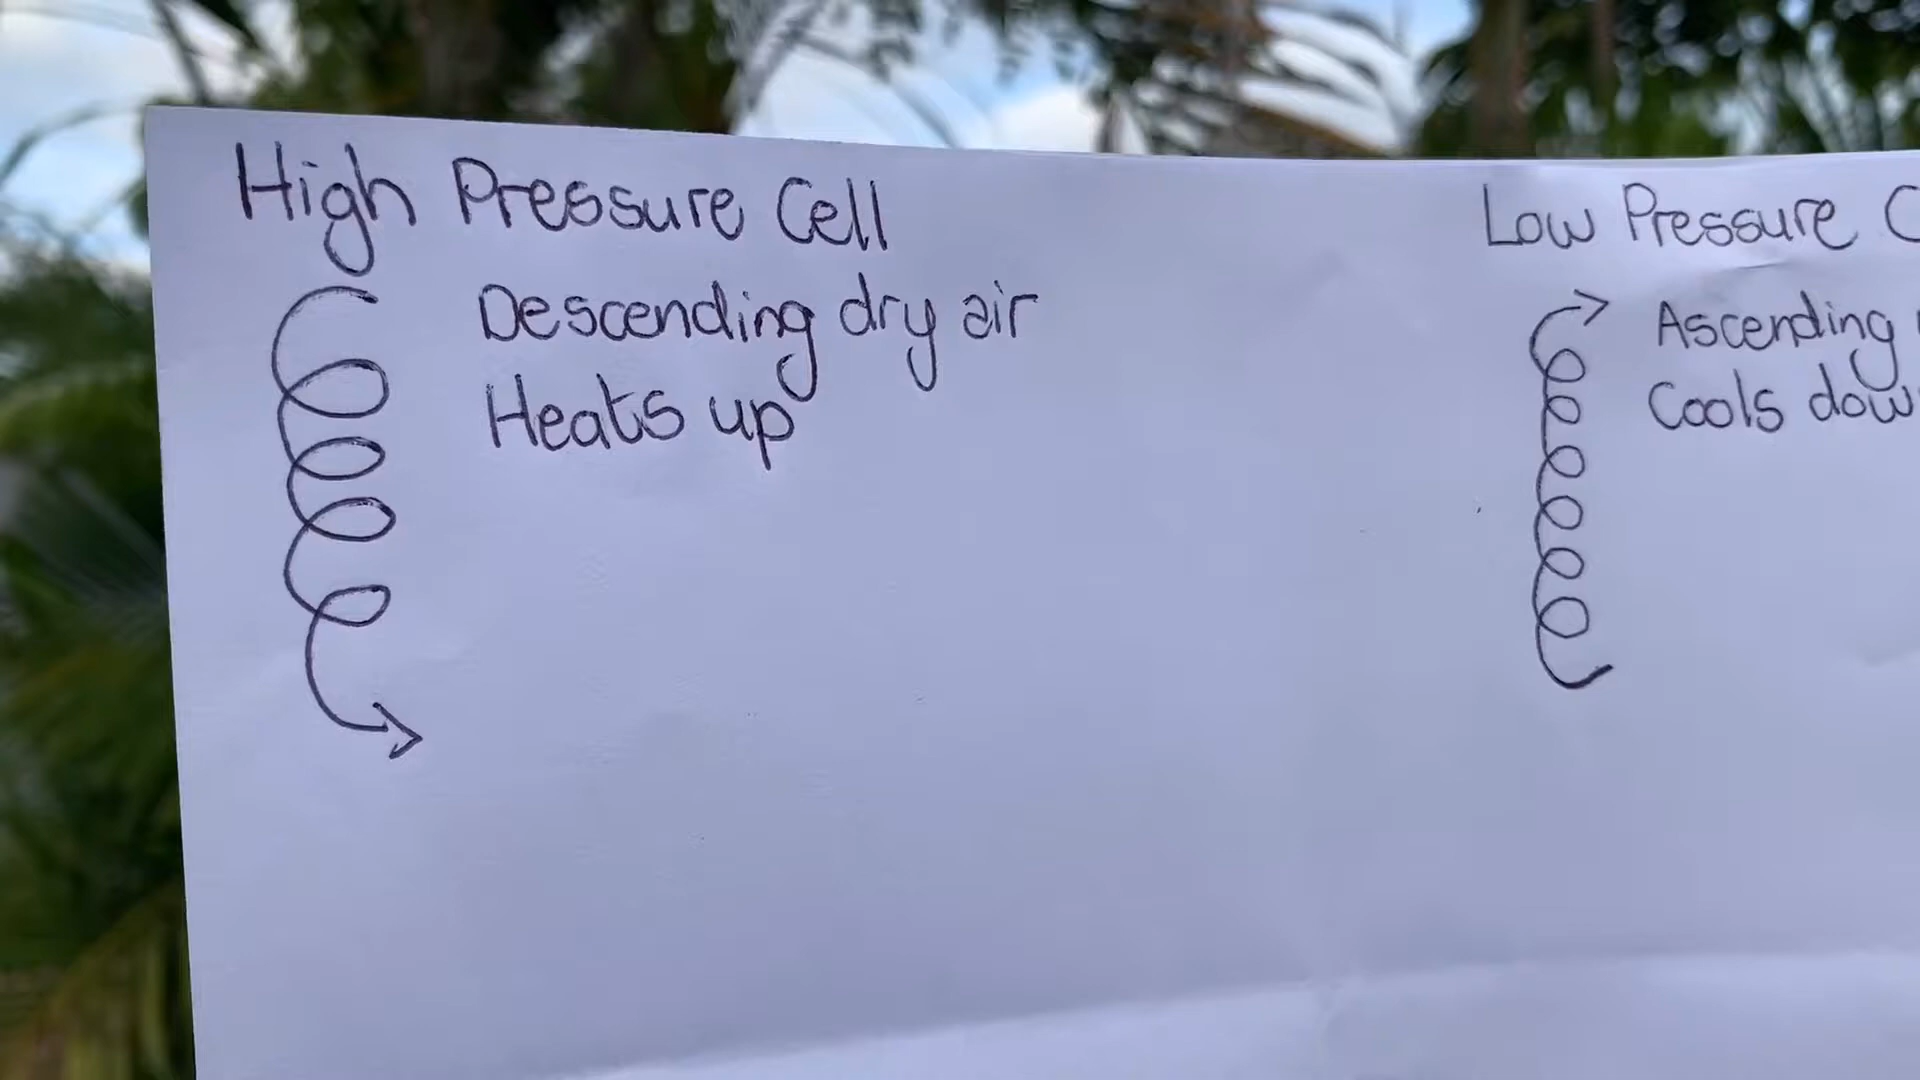 High Pressure Cell
Descending dry air
Heats up
Low Pressure
Ascending
Cools